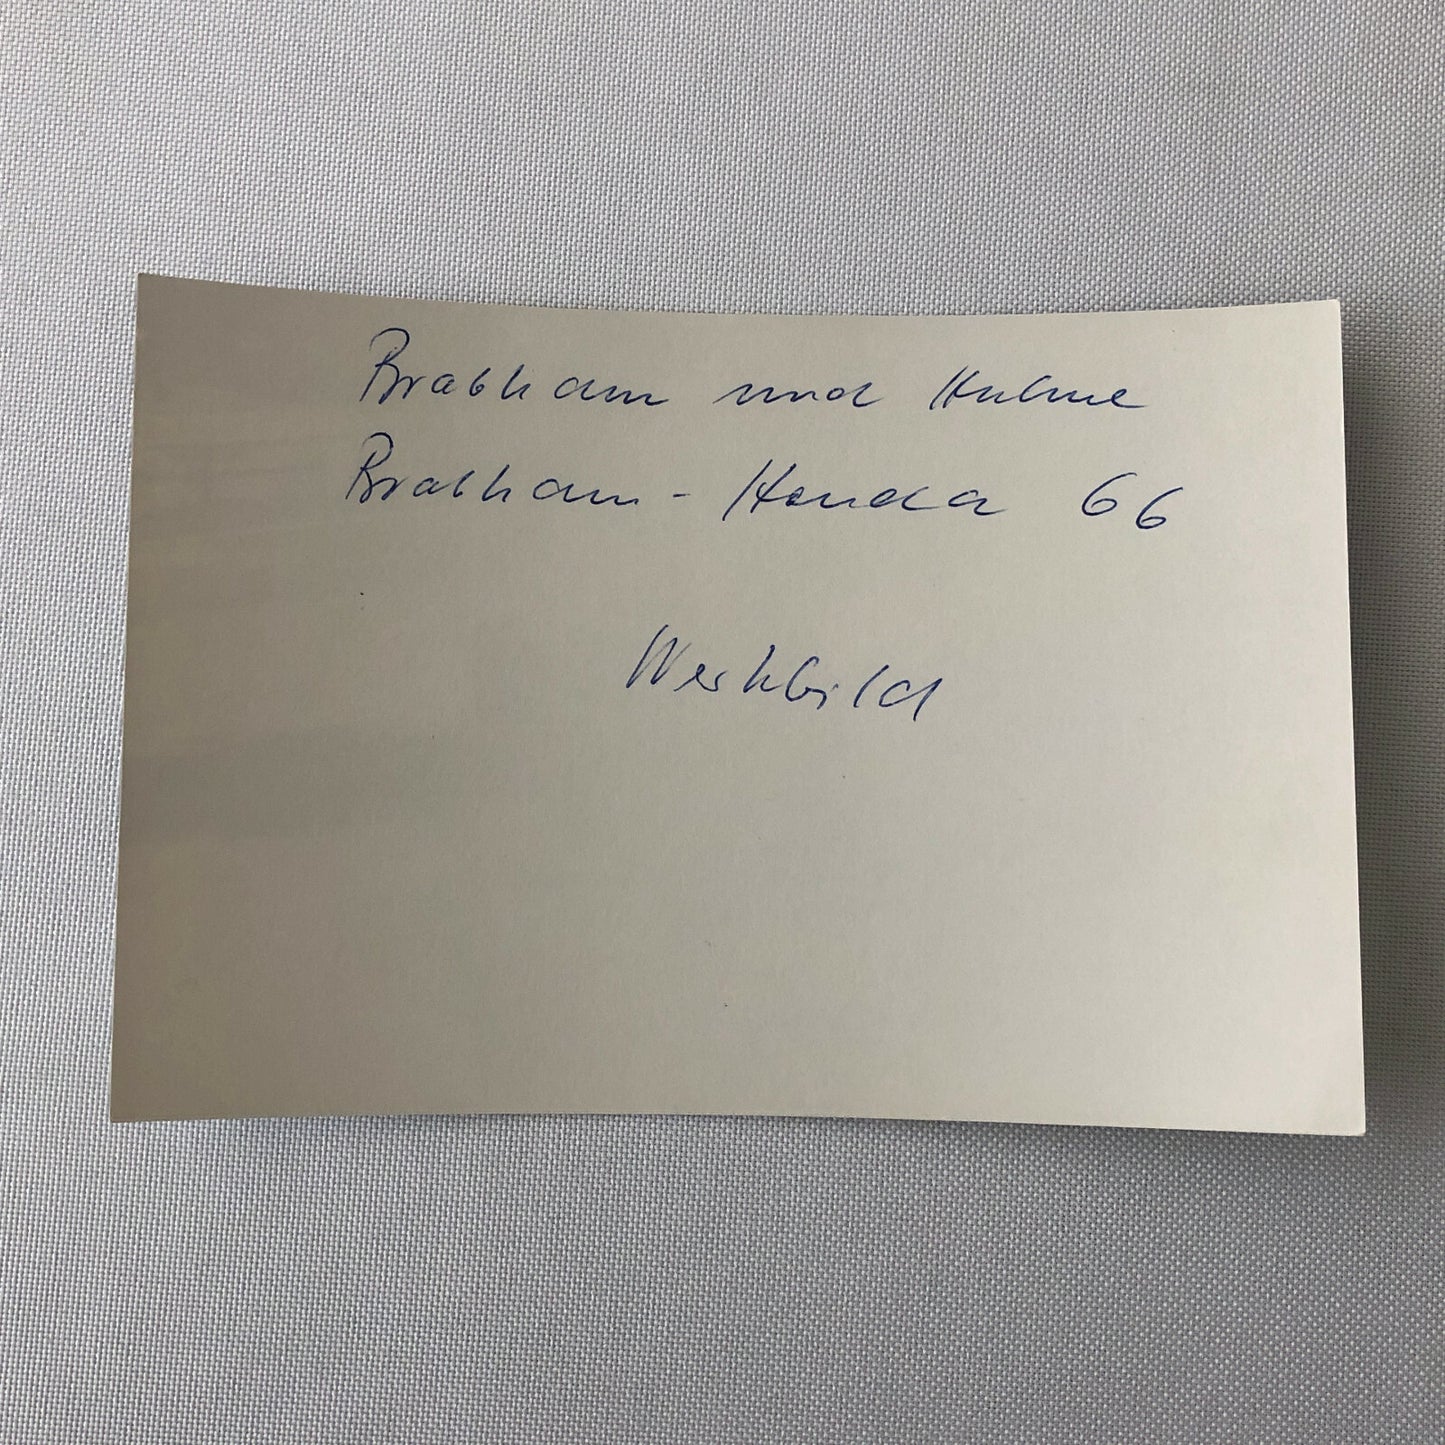 Brabham und Hulme
Brabham - Honda 66
Werkbild